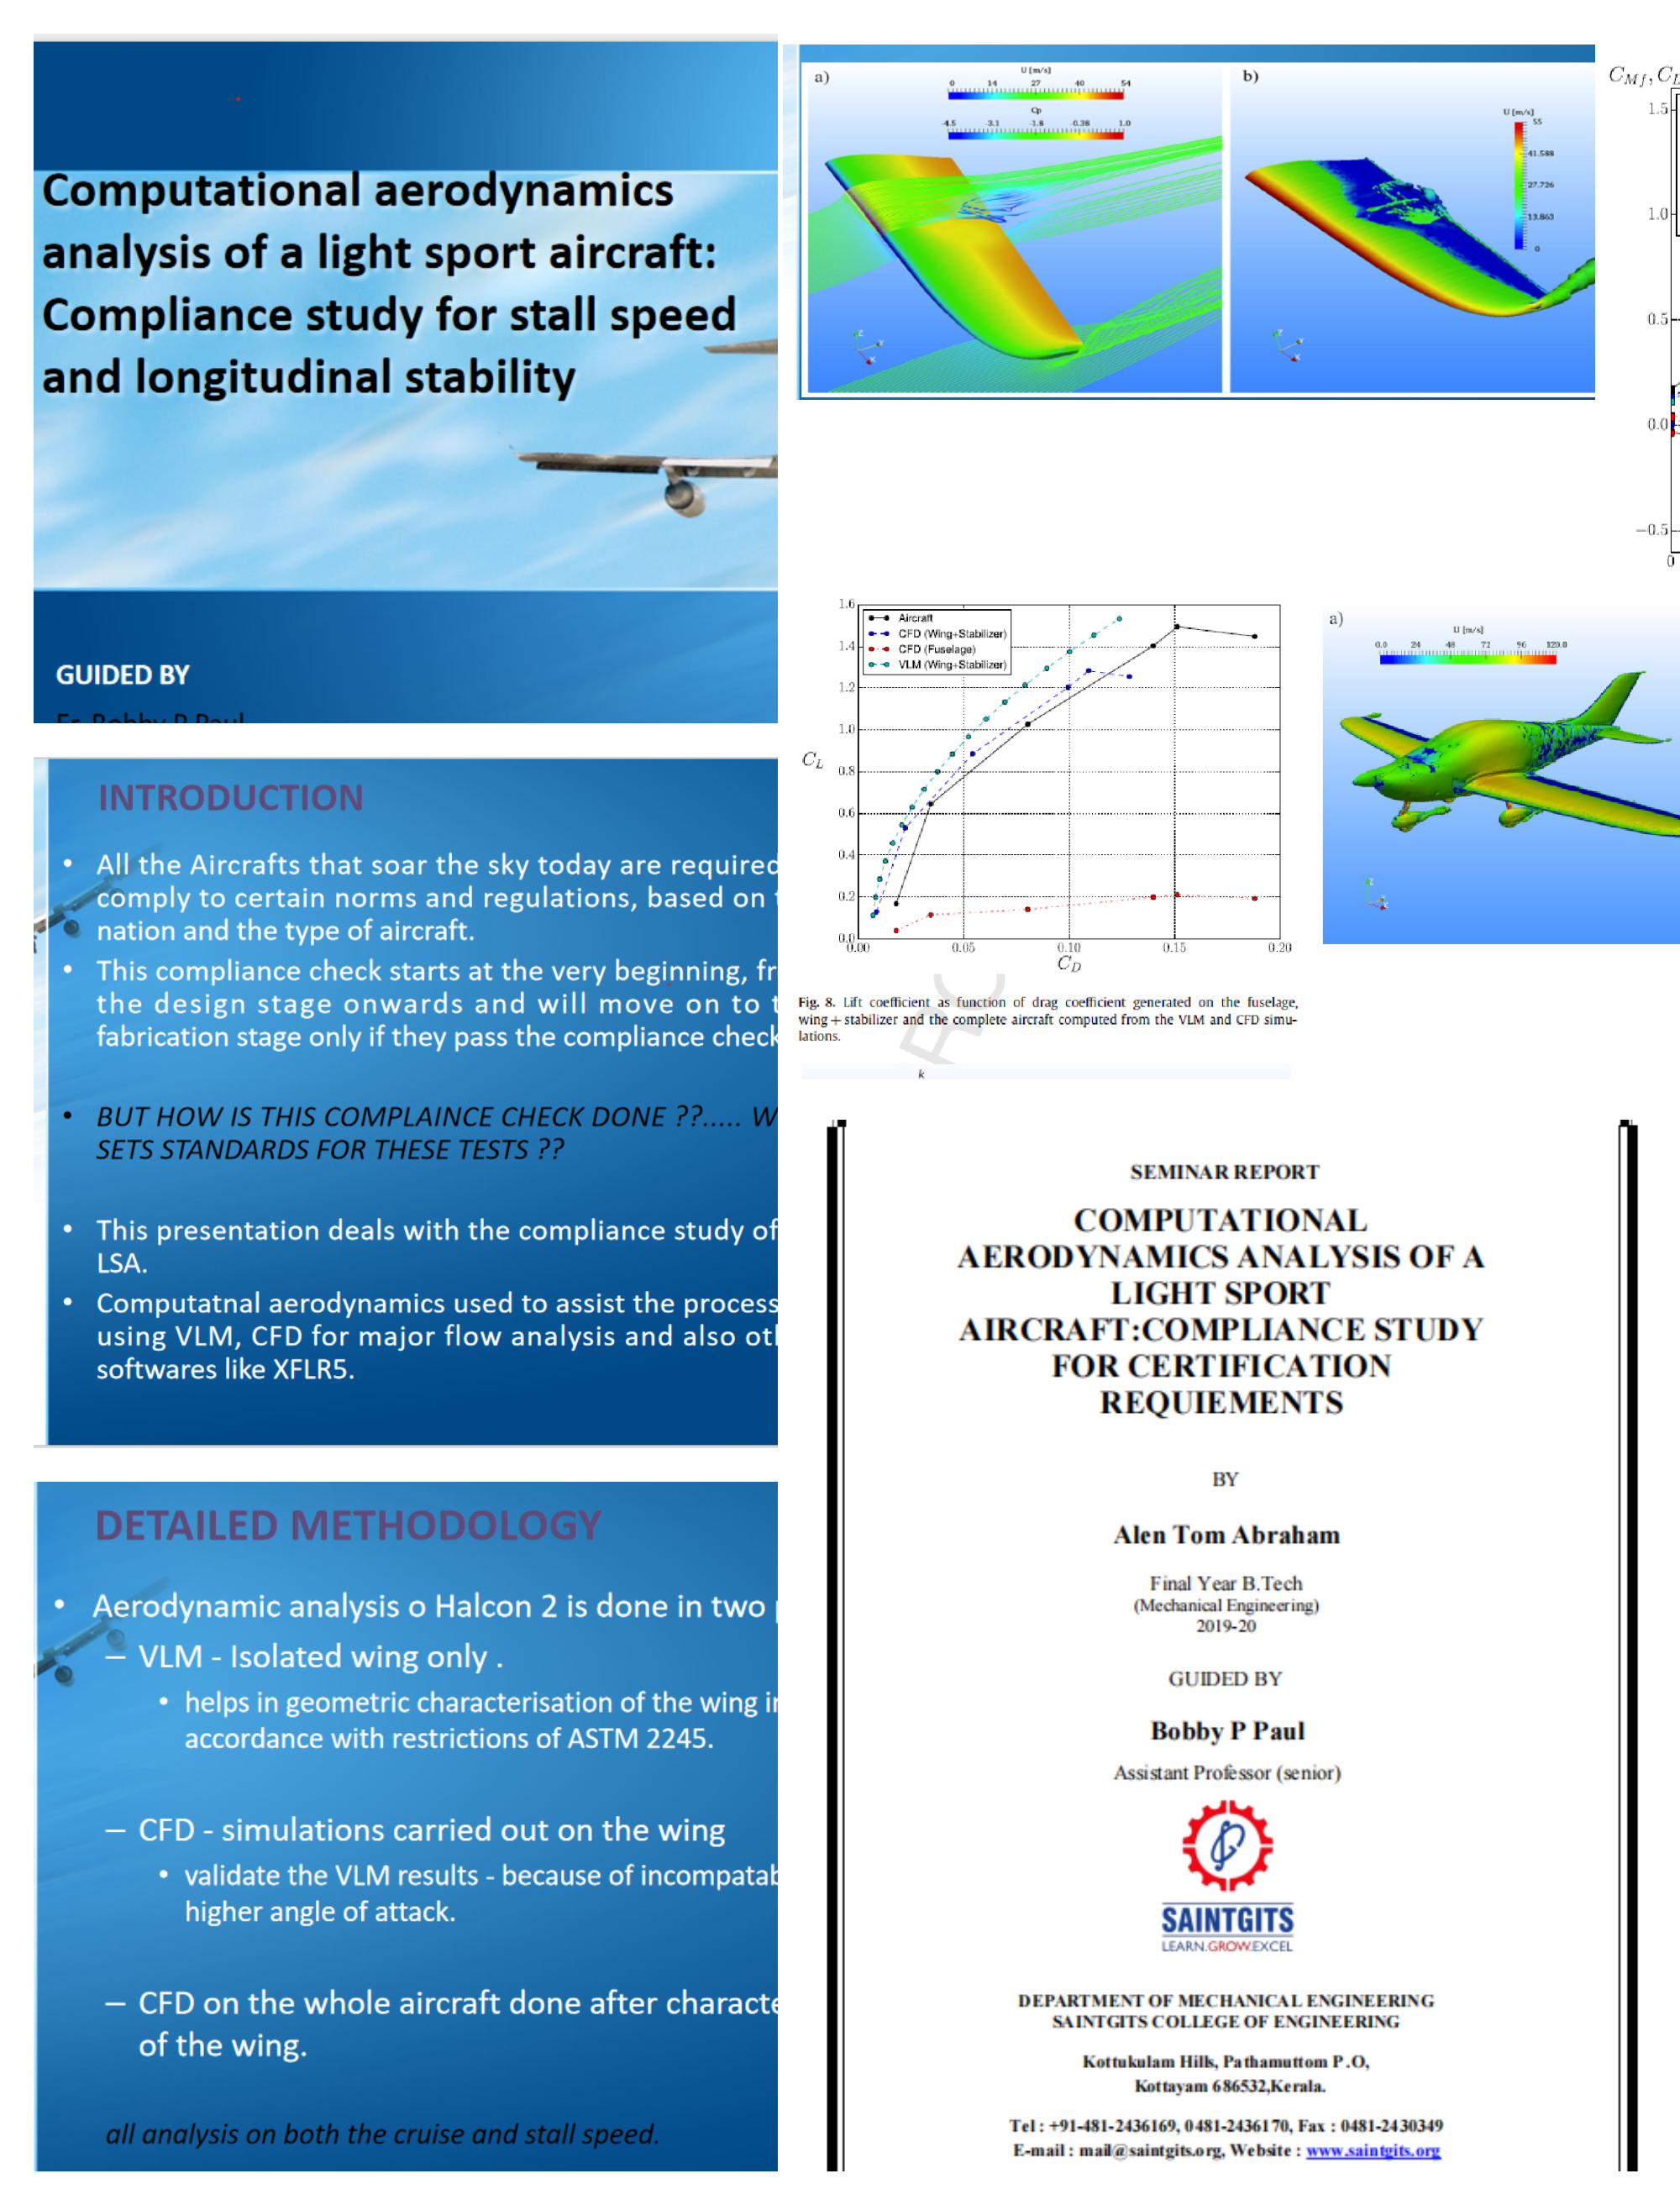 Computational aerodynamics
analysis of a light sport aircraft:
Compliance study for stall speed
and longitudinal stability
GUIDED BY
Er. Bobby P Paul
INTRODUCTION
• All the Aircrafts that soar the sky today are required
comply to certain norms and regulations, based on
nation and the type of aircraft.
• This compliance check starts at the very beginning, fr
the design stage onwards and will move on to t
fabrication stage only if they pass the compliance check
• BUT HOW IS THIS COMPLAINCE CHECK DONE ??..... W
SETS STANDARDS FOR THESE TESTS ??
• This presentation deals with the compliance study of
LSA.
• Computatnal aerodynamics used to assist the process
using VLM, CFD for major flow analysis and also otl
softwares like XFLR5.
DETAILED METHODOLOGY
• Aerodynamic analysis o Halcon 2 is done in two
– VLM - Isolated wing only .
• helps in geometric characterisation of the wing in
accordance with restrictions of ASTM 2245.
– CFD - simulations carried out on the wing
• validate the VLM results - because of incompatab
higher angle of attack.
– CFD on the whole aircraft done after characte
of the wing.
all analysis on both the cruise and stall speed.
a)
U [m/s]
0 14 27 40 54
Cp
-4.5 -3.1 -1.8 -0.38 1.0
b)
U [m/s]
55
41.588
27.726
13.863
0
C_Mf, C_L
1.5
1.0
0.5
0.0
−0.5
0
1.6
1.4
1.2
1.0
0.8
0.6
0.4
0.2
0.0
C_L
Aircraft
CFD (Wing+Stabilizer)
CFD (Fuselage)
VLM (Wing+Stabilizer)
0.00 0.05 0.10 0.15 0.20
C_D
Fig. 8. Lift coefficient as function of drag coefficient generated on the fuselage,
wing + stabilizer and the complete aircraft computed from the VLM and CFD simu-
lations.
k
a)
U [m/s]
0.0 24 48 72 96 120.0
SEMINAR REPORT
COMPUTATIONAL
AERODYNAMICS ANALYSIS OF A
LIGHT SPORT
AIRCRAFT:COMPLIANCE STUDY
FOR CERTIFICATION
REQUIEMENTS
BY
Alen Tom Abraham
Final Year B.Tech
(Mechanical Engineering)
2019-20
GUIDED BY
Bobby P Paul
Assistant Professor (senior)
SAINTGITS
LEARN.GROW.EXCEL
DEPARTMENT OF MECHANICAL ENGINEERING
SAINTGITS COLLEGE OF ENGINEERING
Kottukulam Hills, Pathamuttom P.O,
Kottayam 686532,Kerala.
Tel : +91-481-2436169, 0481-2436170, Fax : 0481-2430349
E-mail : mail@saintgits.org, Website : www.saintgits.org